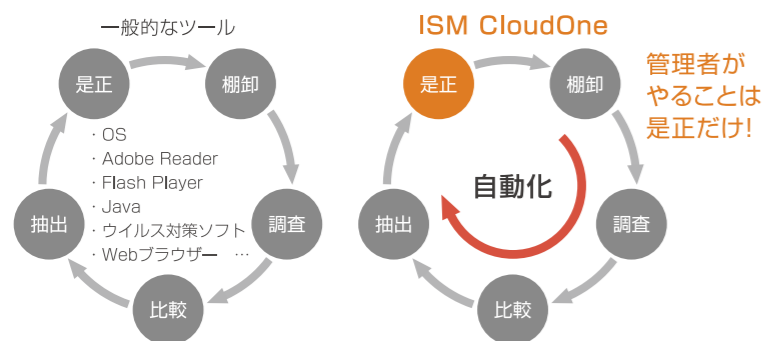 一般的なツール
是正
棚卸
調査
比較
抽出
・OS
・Adobe Reader
・Flash Player
・Java
・ウイルス対策ソフト
・Webブラウザー …
ISM CloudOne
是正
棚卸
調査
比較
抽出
自動化
管理者が
やることは
是正だけ!